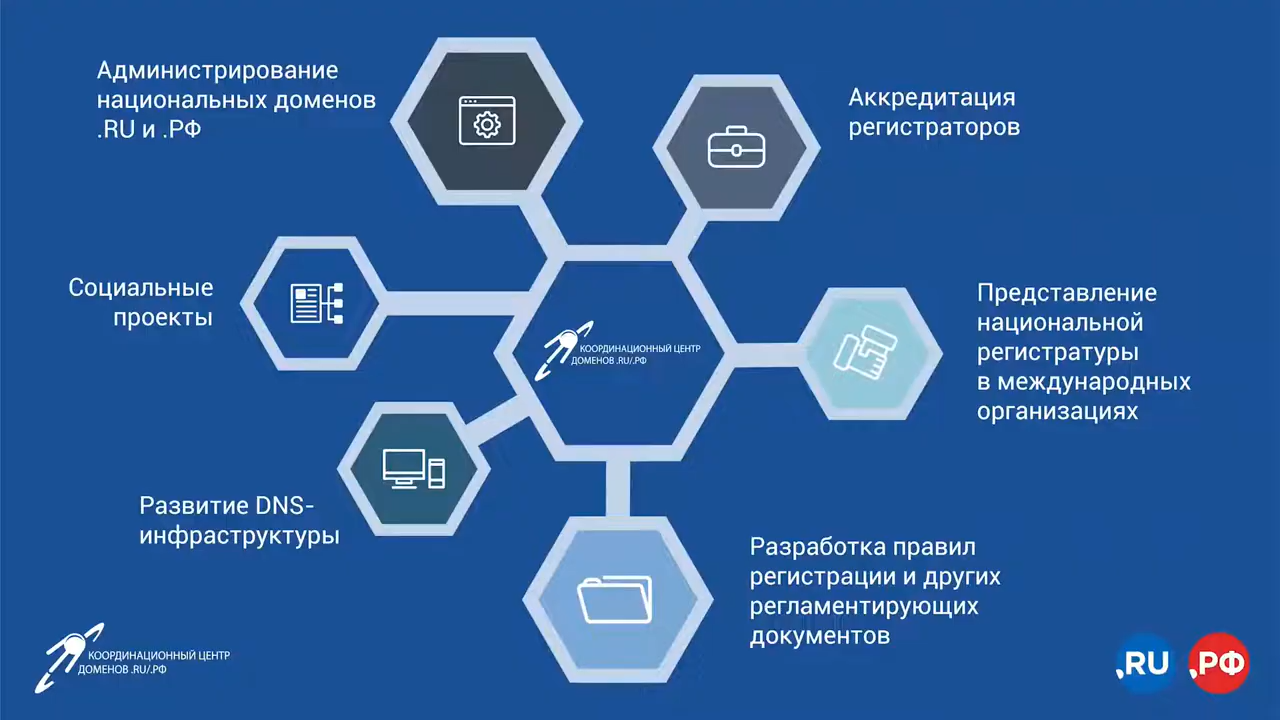 Администрирование
национальных доменов
.RU и .РФ
Аккредитация
регистраторов
Социальные
проекты
Представление
национальной
регистратуры
в международных
организациях
КООРДИНАЦИОННЫЙ ЦЕНТР
ДОМЕНОВ .RU/.РФ
Развитие DNS-
инфраструктуры
Разработка правил
регистрации и других
регламентирующих
документов
КООРДИНАЦИОННЫЙ ЦЕНТР
ДОМЕНОВ .RU/.РФ
.RU
.РФ